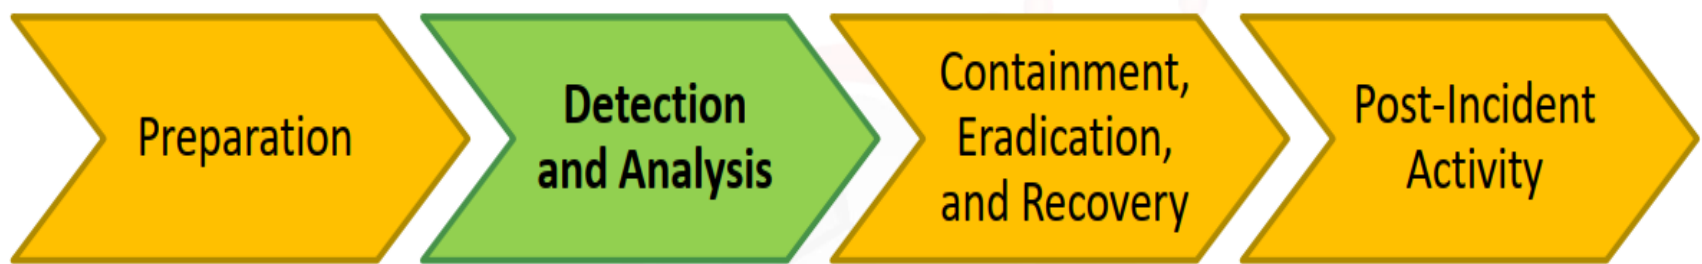 Preparation
Detection
and Analysis
Containment,
Eradication,
and Recovery
Post-Incident
Activity